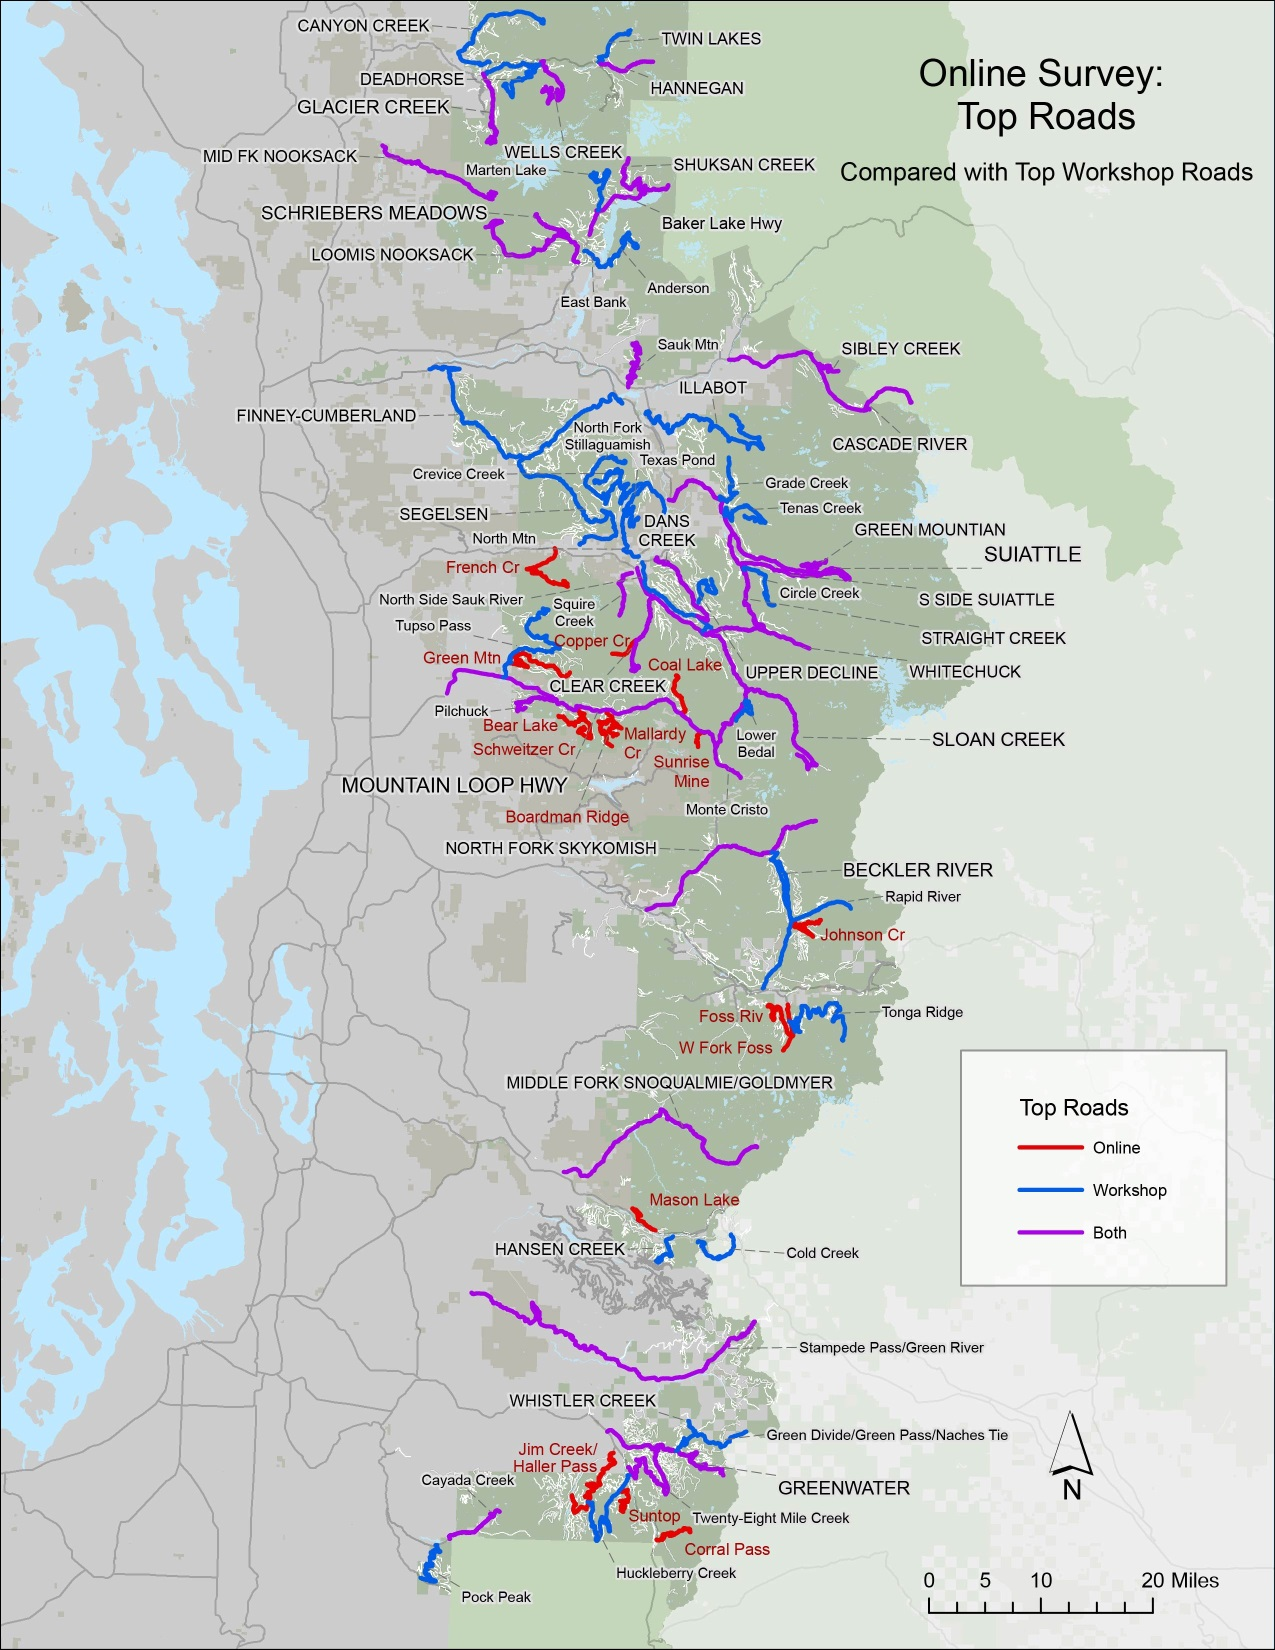 Online Survey:
Top Roads
Compared with Top Workshop Roads
CANYON CREEK
TWIN LAKES
DEADHORSE
HANNEGAN
GLACIER CREEK
WELLS CREEK
MID FK NOOKSACK
Marten Lake
SHUKSAN CREEK
SCHRIEBERS MEADOWS
Baker Lake Hwy
LOOMIS NOOKSACK
Anderson
East Bank
Sauk Mtn
SIBLEY CREEK
ILLABOT
FINNEY-CUMBERLAND
North Fork
Stillaguamish
CASCADE RIVER
Texas Pond
Crevice Creek
Grade Creek
Tenas Creek
SEGELSEN
DANS
CREEK
GREEN MOUNTIAN
North Mtn
SUIATTLE
French Cr
Circle Creek
North Side Sauk River
S SIDE SUIATTLE
Squire
Creek
Tupso Pass
STRAIGHT CREEK
Copper Cr
Green Mtn
Coal Lake
UPPER DECLINE
WHITECHUCK
CLEAR CREEK
Pilchuck
Bear Lake
Mallardy
Cr
Lower
Bedal
SLOAN CREEK
Schweitzer Cr
Sunrise
Mine
MOUNTAIN LOOP HWY
Monte Cristo
Boardman Ridge
NORTH FORK SKYKOMISH
BECKLER RIVER
Rapid River
Johnson Cr
Foss Riv
Tonga Ridge
W Fork Foss
MIDDLE FORK SNOQUALMIE/GOLDMYER
Top Roads
Online
Workshop
Both
Mason Lake
HANSEN CREEK
Cold Creek
Stampede Pass/Green River
WHISTLER CREEK
Green Divide/Green Pass/Naches Tie
Jim Creek/
Haller Pass
Cayada Creek
GREENWATER
Suntop
Twenty-Eight Mile Creek
Corral Pass
Huckleberry Creek
Pock Peak
N
0 5 10 20 Miles